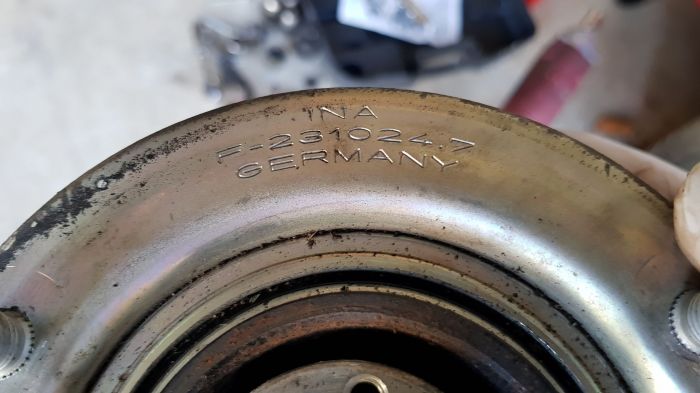 INA
F-231024.7
GERMANY